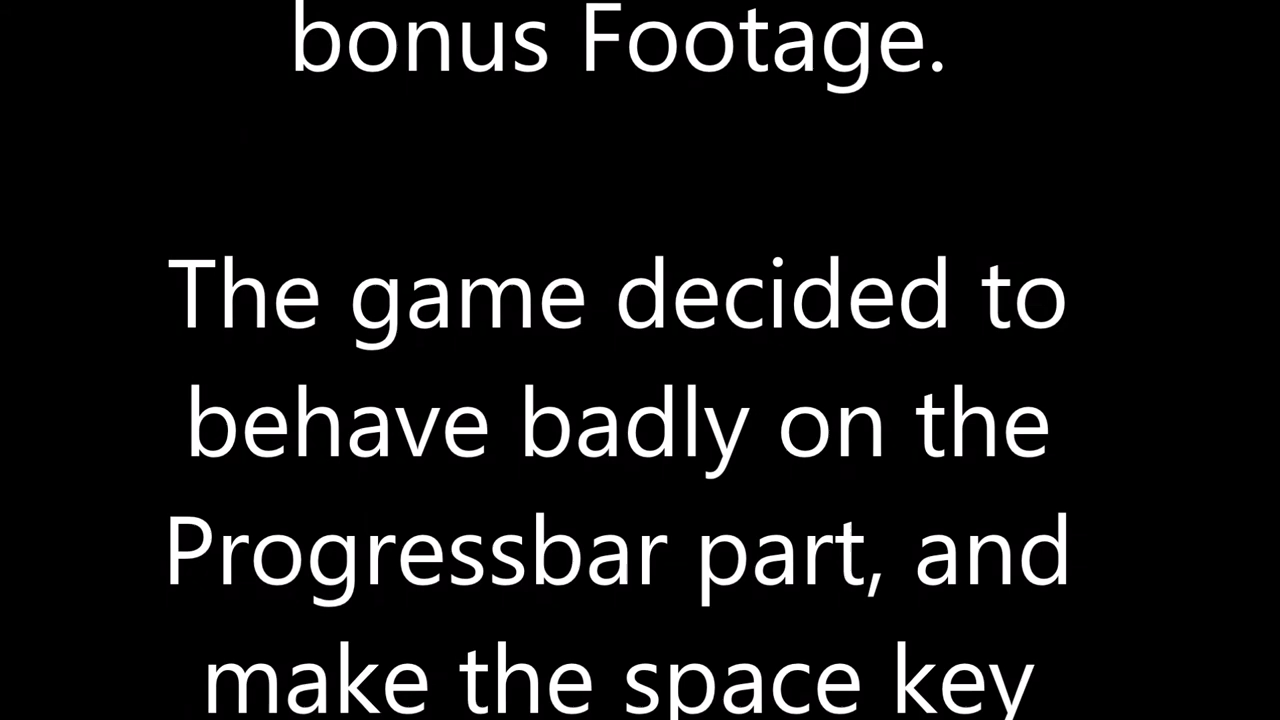 bonus Footage.
The game decided to
behave badly on the
Progressbar part, and
make the space key